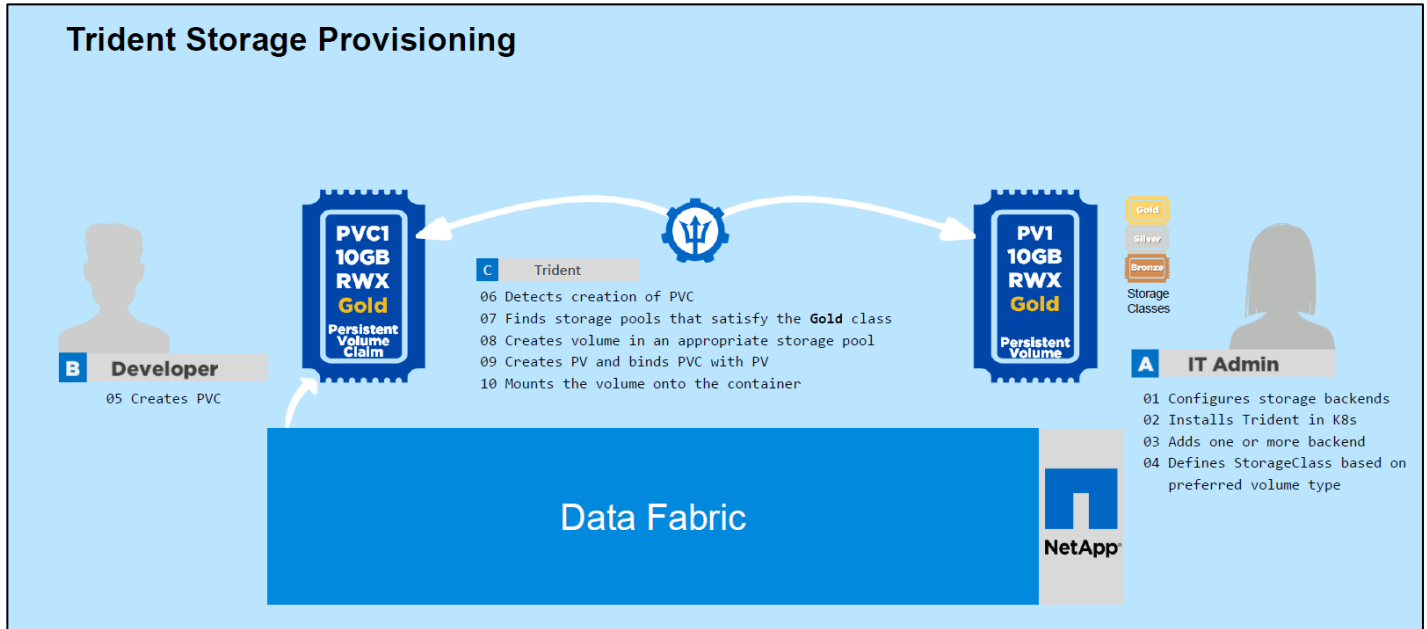 Trident Storage Provisioning
PVC1
10GB
RWX
Gold
Persistent
Volume
Claim
PV1
10GB
RWX
Gold
Persistent
Volume
Gold
Silver
Bronze
Storage
Classes
C Trident
06 Detects creation of PVC
07 Finds storage pools that satisfy the Gold class
08 Creates volume in an appropriate storage pool
09 Creates PV and binds PVC with PV
10 Mounts the volume onto the container
B Developer
05 Creates PVC
A IT Admin
01 Configures storage backends
02 Installs Trident in K8s
03 Adds one or more backend
04 Defines StorageClass based on
preferred volume type
Data Fabric
NetApp®